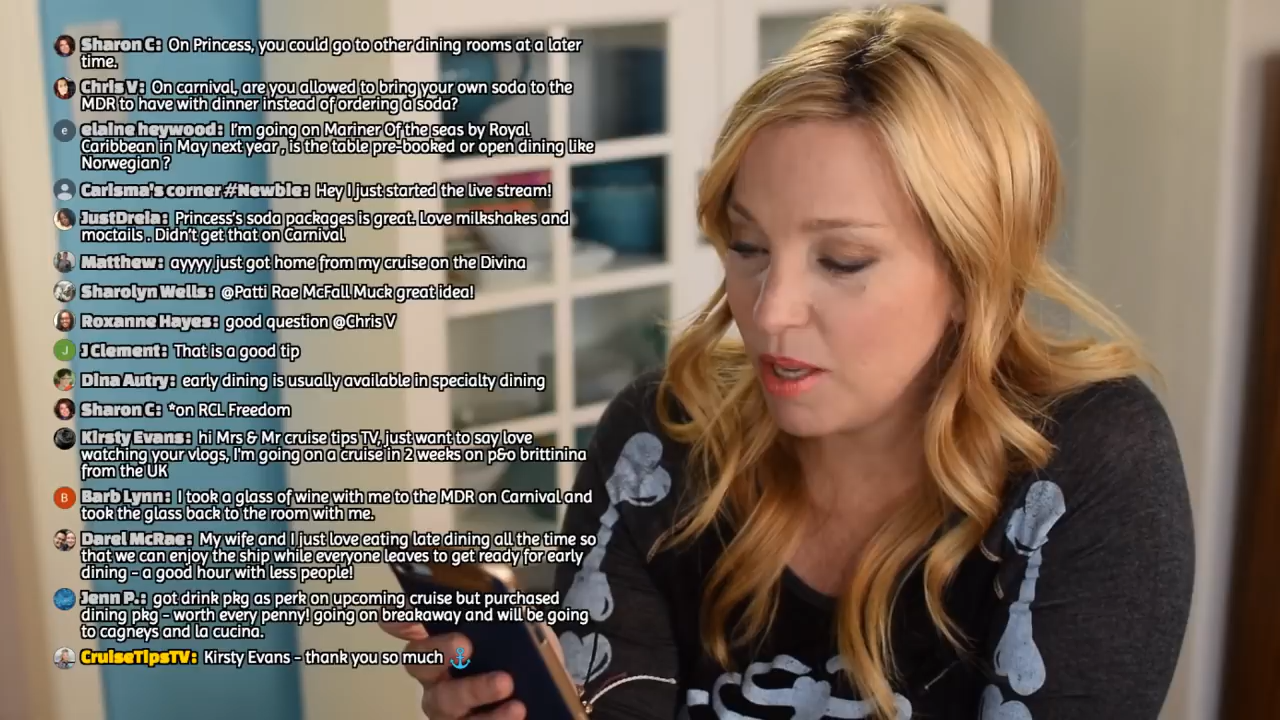 Sharon C: On Princess, you could go to other dining rooms at a later
time.
Chris V: On carnival, are you allowed to bring your own soda to the
MDR to have with dinner instead of ordering a soda?
elaine heywood: I'm going on Mariner Of the seas by Royal
Caribbean in May next year , is the table pre-booked or open dining like
Norwegian ?
Carisma's corner #Newbie: Hey I just started the live stream!
JustDreia: Princess's soda packages is great. Love milkshakes and
moctails . Didn't get that on Carnival
Matthew: ayyyy just got home from my cruise on the Divina
Sharolyn Wells: @Patti Rae McFall Muck great idea!
Roxanne Hayes: good question @Chris V
J
J Clement: That is a good tip
Dina Autry: early dining is usually available in specialty dining
Sharon C: *on RCL Freedom
Kirsty Evans: hi Mrs & Mr cruise tips TV, just want to say love
watching your vlogs, I'm going on a cruise in 2 weeks on p&o brittinina
from the UK
B
Barb Lynn: I took a glass of wine with me to the MDR on Carnival and
took the glass back to the room with me.
Darel McRae: My wife and I just love eating late dining all the time so
that we can enjoy the ship while everyone leaves to get ready for early
dining - a good hour with less people!
Jenn P.: got drink pkg as perk on upcoming cruise but purchased
dining pkg - worth every penny! going on breakaway and will be going
to cagneys and la cucina.
CruiseTipsTV: Kirsty Evans - thank you so much ⚓